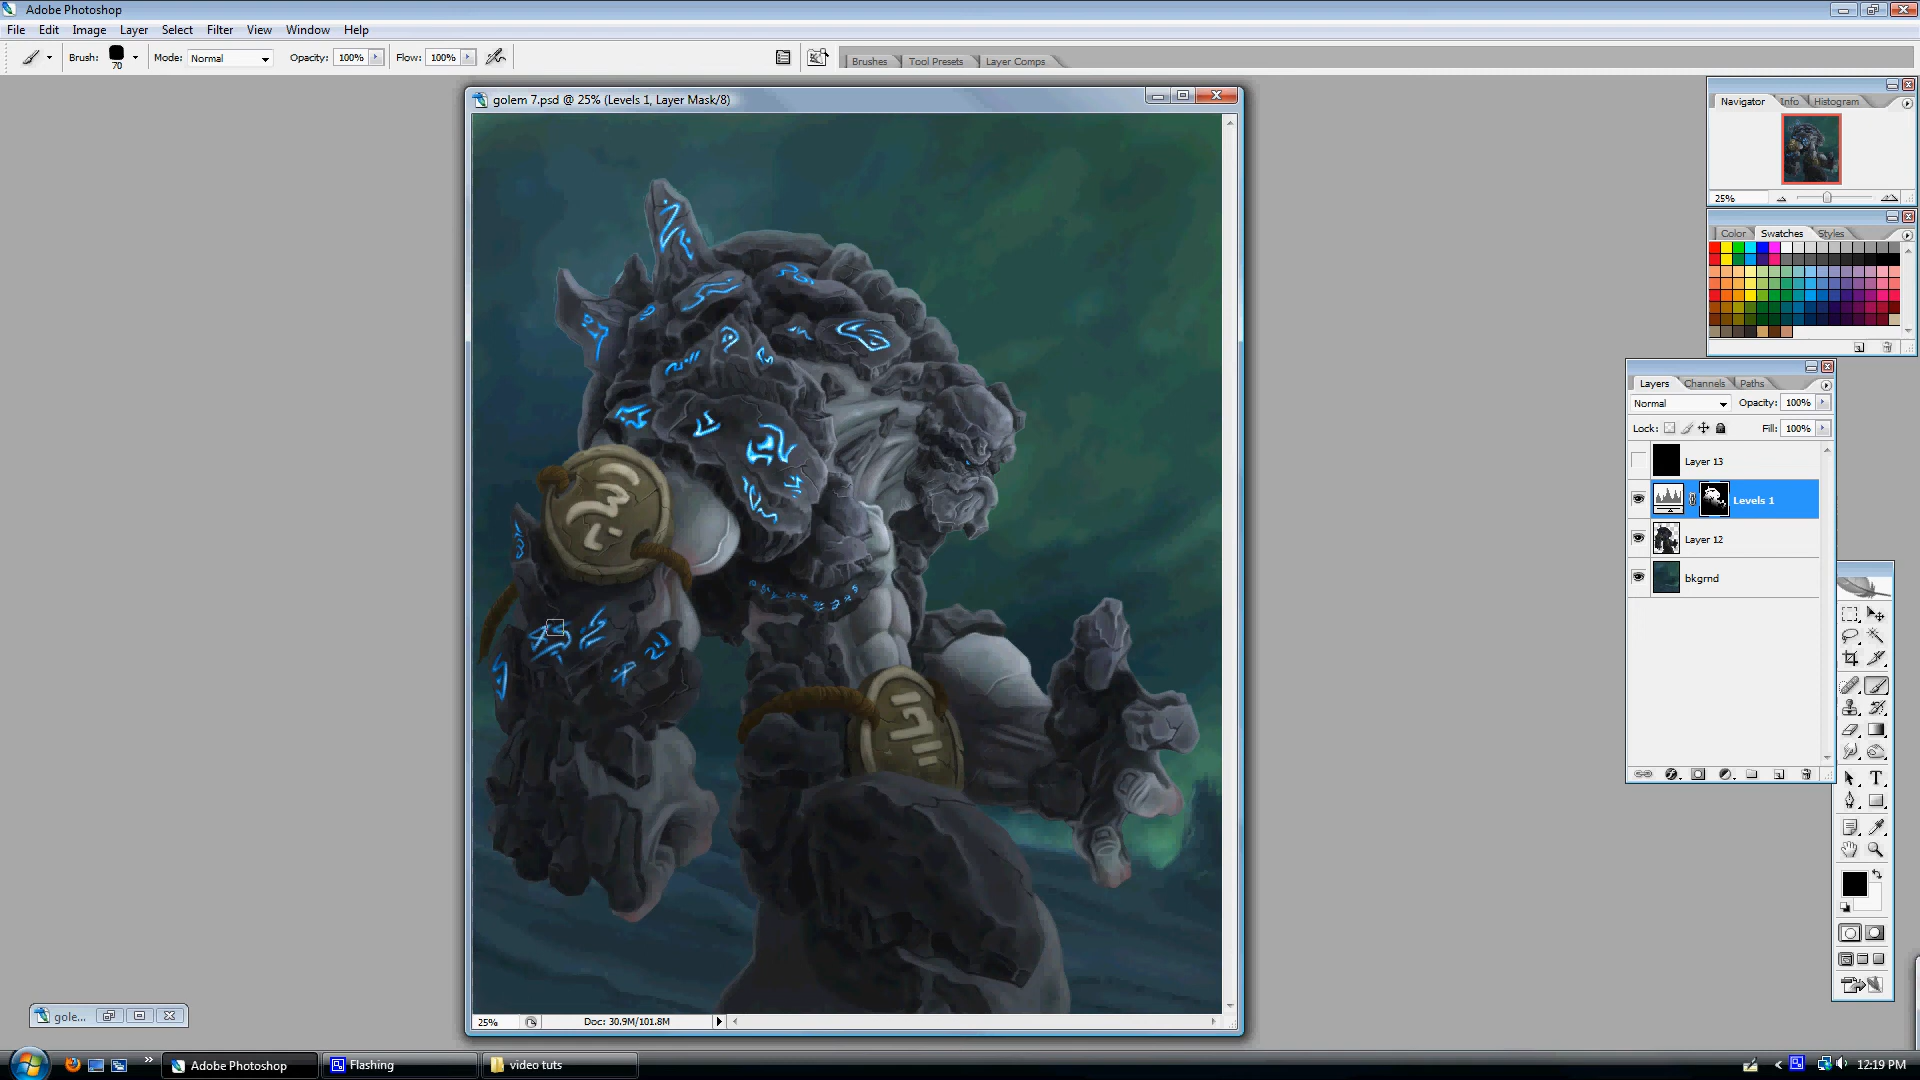 Adobe Photoshop
File Edit Image Layer Select Filter View Window Help
Brush: 70 Mode: Normal Opacity: 100% Flow: 100% Brushes Tool Presets Layer Comps
golem 7.psd @ 25% (Levels 1, Layer Mask/8)
Navigator Info Histogram
25%
Color Swatches Styles
Layers Channels Paths
Normal Opacity: 100%
Lock: Fill: 100%
Layer 13
Levels 1
Layer 12
bkgrnd
T
gole...
25% Doc: 30.9M/101.8M
Adobe Photoshop Flashing video tuts 12:19 PM